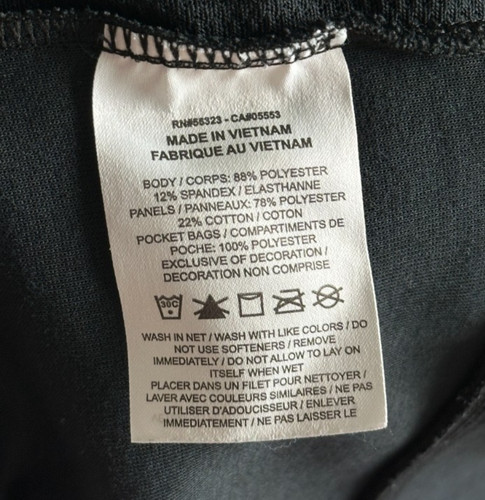 RN#55323 - CA#05553
MADE IN VIETNAM
FABRIQUE AU VIETNAM
BODY / CORPS: 88% POLYESTER
12% SPANDEX / ELASTHANNE
PANELS / PANNEAUX: 78% POLYESTER
22% COTTON / COTON
POCKET BAGS / COMPARTIMENTS DE
POCHE: 100% POLYESTER
EXCLUSIVE OF DECORATION /
DECORATION NON COMPRISE
30C
WASH IN NET / WASH WITH LIKE COLORS / DO
NOT USE SOFTENERS / REMOVE
IMMEDIATELY / DO NOT ALLOW TO LAY ON
ITSELF WHEN WET
PLACER DANS UN FILET POUR NETTOYER /
LAVER AVEC COULEURS SIMILAIRES / NE PAS
UTILISER D'ADOUCISSEUR / ENLEVER
IMMEDIATEMENT / NE PAS LAISSER LE